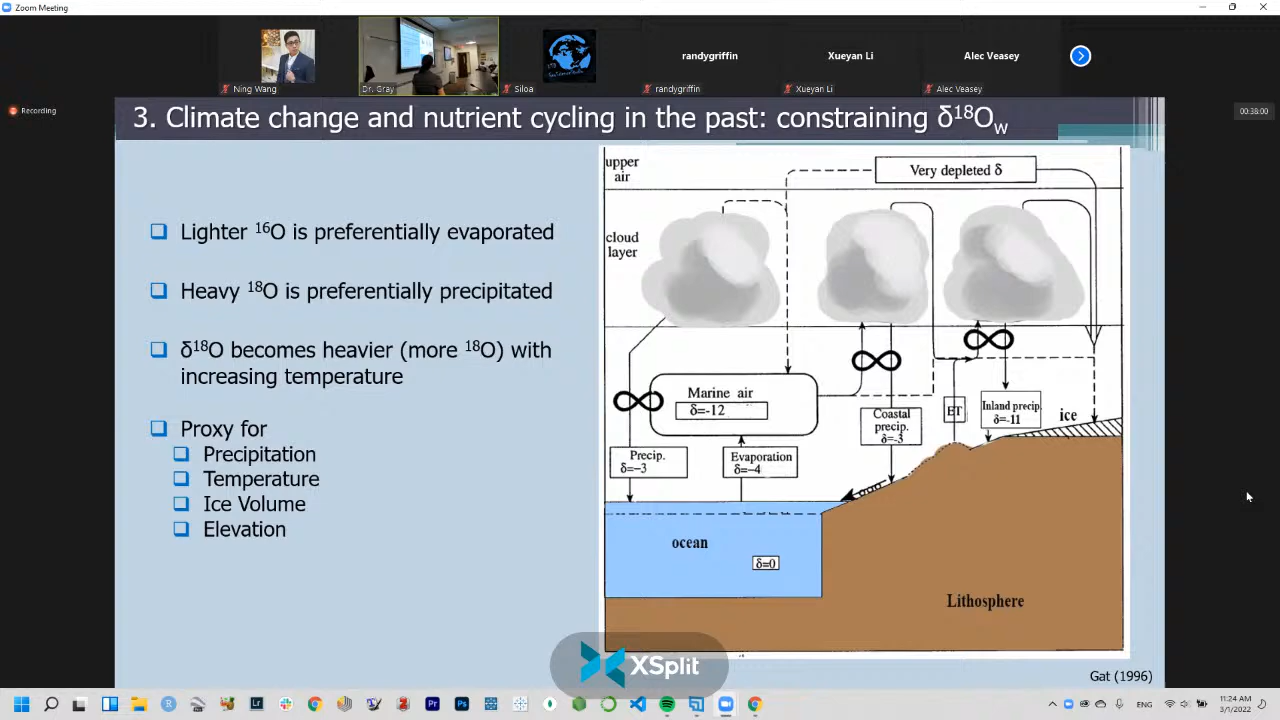 Zoom Meeting
randygriffin
Xueyan Li
Alec Veasey
Ning Wang
Dr. Gray
Siloa
randygriffin
Xueyan Li
Alec Veasey
Recording
00:38:00
3. Climate change and nutrient cycling in the past: constraining δ¹⁸Ow
Lighter ¹⁶O is preferentially evaporated
Heavy ¹⁸O is preferentially precipitated
δ¹⁸O becomes heavier (more ¹⁸O) with
increasing temperature
Proxy for
Precipitation
Temperature
Ice Volume
Elevation
upper
air
Very depleted δ
cloud
layer
Marine air
δ=-12
Precip.
δ=-3
Evaporation
δ=-4
Coastal
precip.
δ=-3
ET
Inland precip.
δ=-11
ice
ocean
δ=0
Lithosphere
XSplit
Gat (1996)
ENG
11:24 AM
3/1/2022